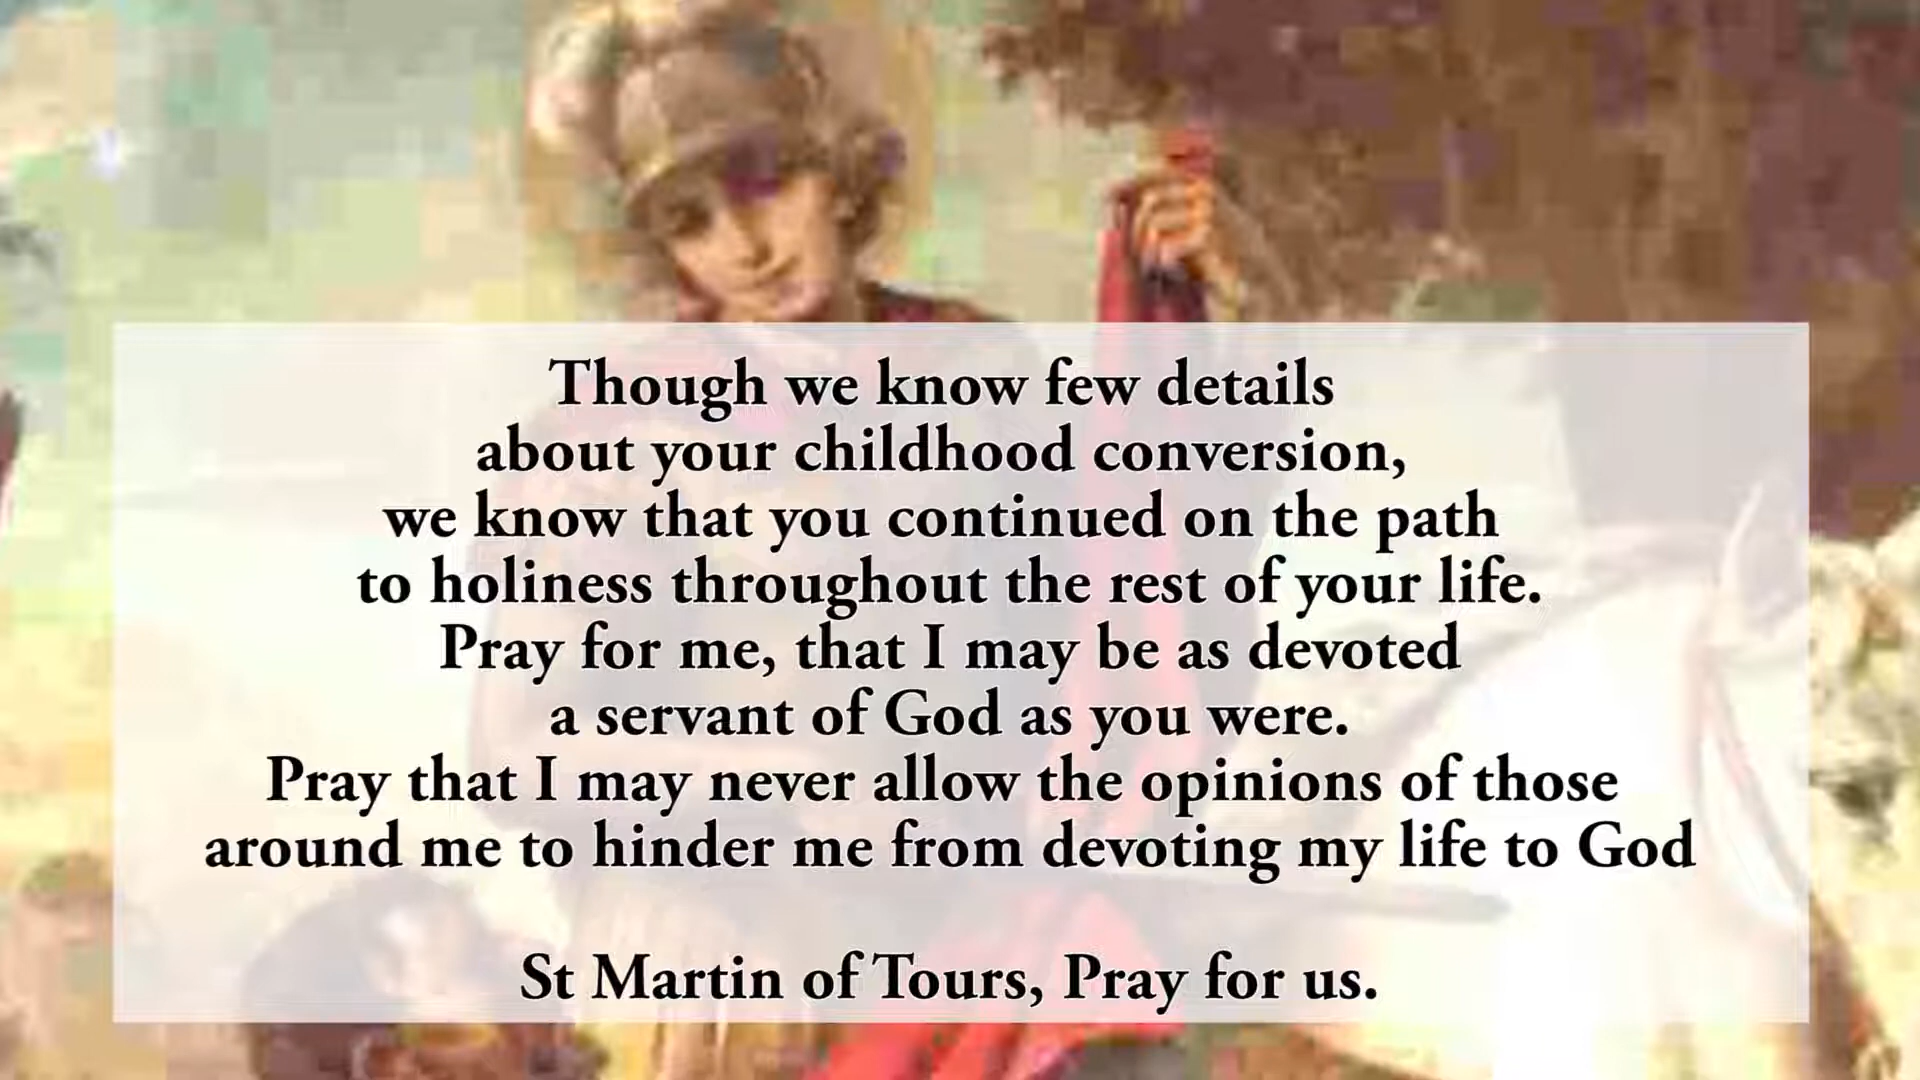 Though we know few details
about your childhood conversion,
we know that you continued on the path
to holiness throughout the rest of your life.
Pray for me, that I may be as devoted
a servant of God as you were.
Pray that I may never allow the opinions of those
around me to hinder me from devoting my life to God
St Martin of Tours, Pray for us.